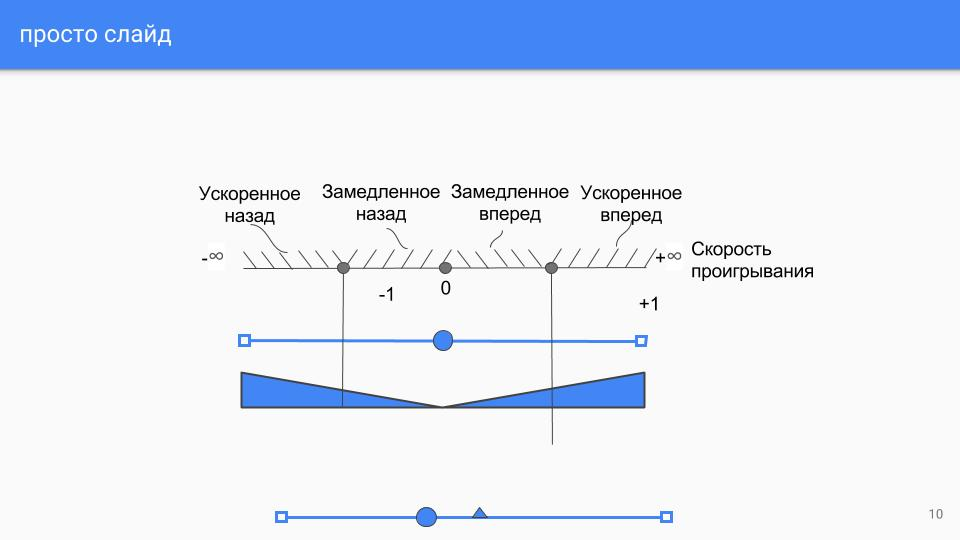 просто слайд
Ускоренное
назад
Замедленное
назад
Замедленное
вперед
Ускоренное
вперед
-∞
+∞
Скорость
проигрывания
-1
0
+1
10